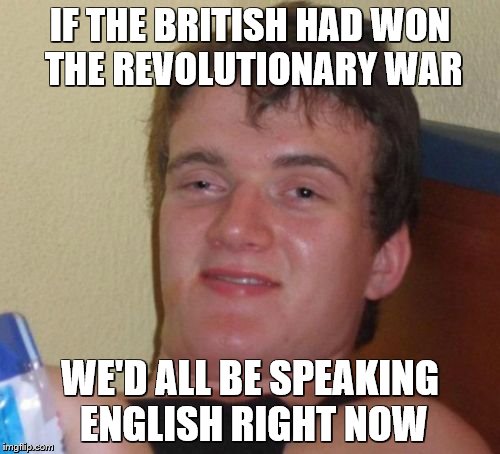 IF THE BRITISH HAD WON
THE REVOLUTIONARY WAR
WE'D ALL BE SPEAKING
ENGLISH RIGHT NOW
imgflip.com